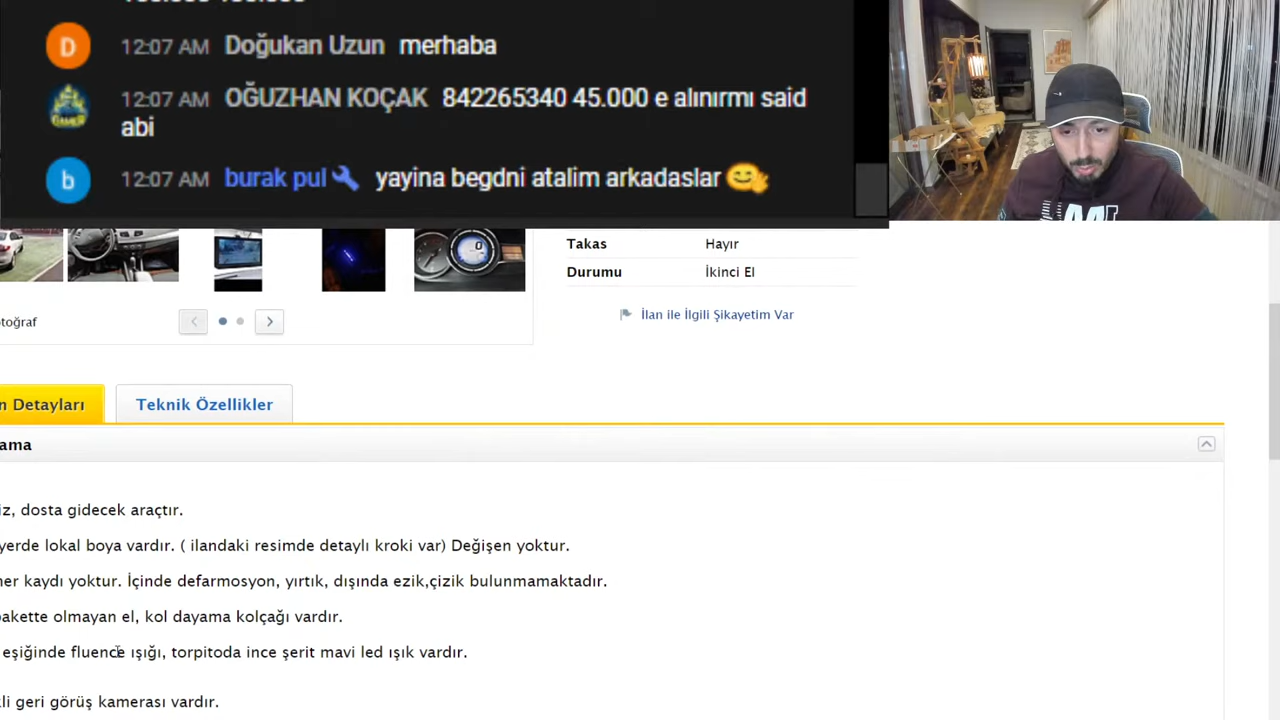 12:07 AM Doğukan Uzun merhaba
12:07 AM OĞUZHAN KOÇAK 842265340 45.000 e alınırmı said
abi
12:07 AM burak pul yayina begdni atalim arkadaslar
Takas Hayır
Durumu İkinci El
İlan ile İlgili Şikayetim Var
toğraf
n Detayları Teknik Özellikler
ama
iz, dosta gidecek araçtır.
yerde lokal boya vardır. ( ilandaki resimde detaylı kroki var) Değişen yoktur.
ner kaydı yoktur. İçinde defarmosyon, yırtık, dışında ezik,çizik bulunmamaktadır.
pakette olmayan el, kol dayama kolçağı vardır.
eşiğinde fluence ışığı, torpitoda ince şerit mavi led ışık vardır.
li geri görüş kamerası vardır.